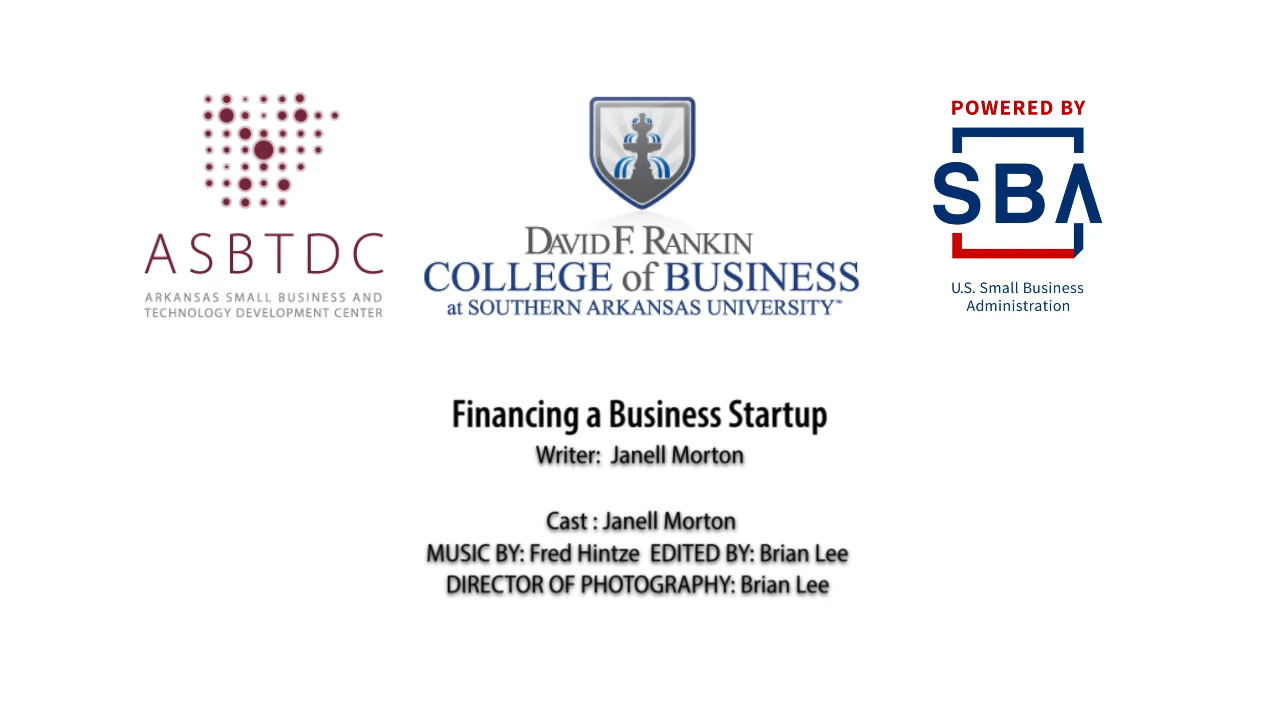 ASBTDC
ARKANSAS SMALL BUSINESS AND
TECHNOLOGY DEVELOPMENT CENTER
DAVID F. RANKIN
COLLEGE of BUSINESS
at SOUTHERN ARKANSAS UNIVERSITY™
POWERED BY
SBA
U.S. Small Business
Administration
Financing a Business Startup
Writer: Janell Morton
Cast : Janell Morton
MUSIC BY: Fred Hintze EDITED BY: Brian Lee
DIRECTOR OF PHOTOGRAPHY: Brian Lee